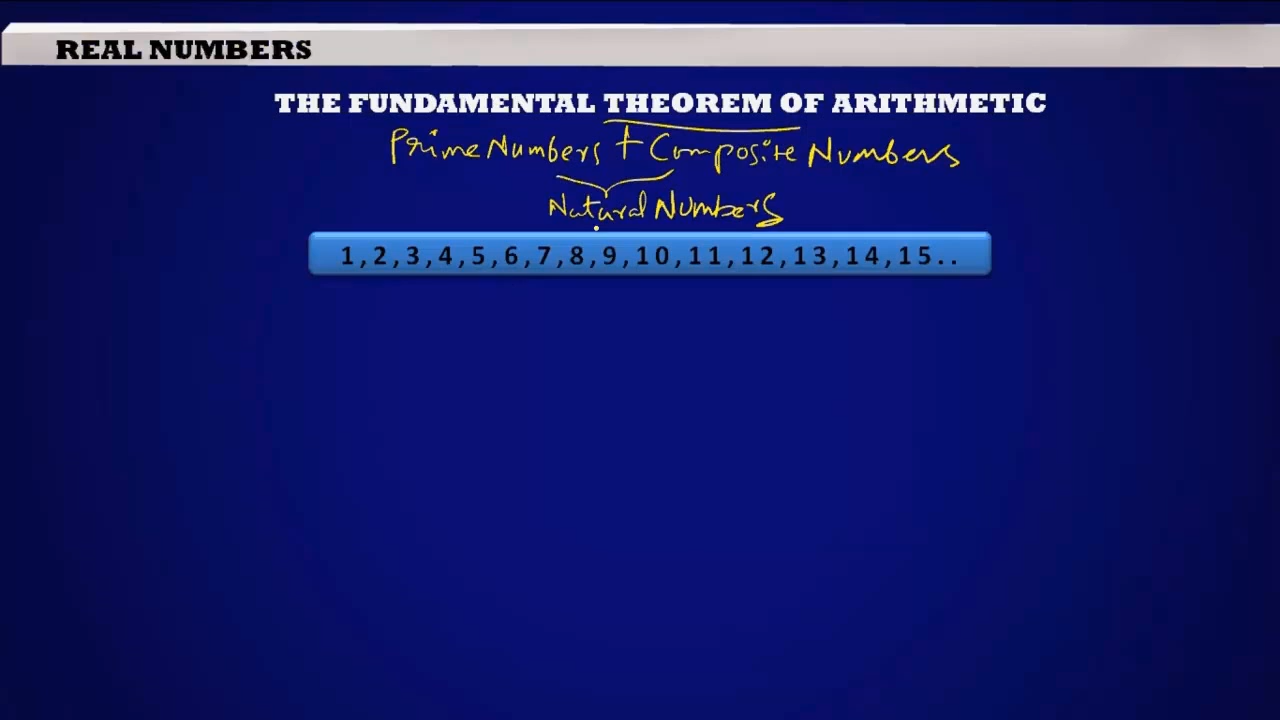 REAL NUMBERS
THE FUNDAMENTAL THEOREM OF ARITHMETIC
Prime Numbers + Composite Numbers
Natural Numbers
1,2,3,4,5,6,7,8,9,10,11,12,13,14,15..